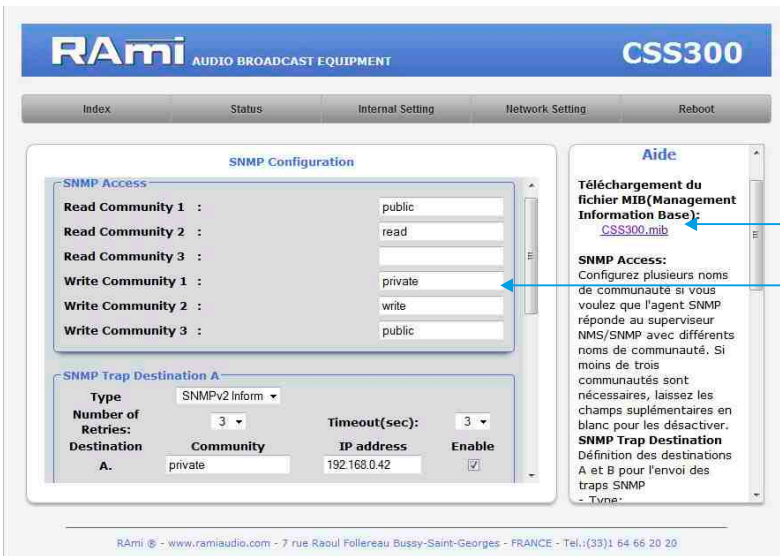 RAmi AUDIO BROADCAST EQUIPMENT
CSS300
Index Status Internal Setting Network Setting Reboot
SNMP Configuration
SNMP Access
Read Community 1 : public
Read Community 2 : read
Read Community 3 :
Write Community 1 : private
Write Community 2 : write
Write Community 3 : public
SNMP Trap Destination A
Type SNMPv2 Inform
Number of Retries: 3 Timeout(sec): 3
Destination Community IP address Enable
A. private 192.168.0.42
Aide
Téléchargement du
fichier MIB(Management
Information Base):
CSS300.mib
SNMP Access:
Configurez plusieurs noms
de communauté si vous
voulez que l'agent SNMP
réponde au superviseur
NMS/SNMP avec différents
noms de communauté. Si
moins de trois
communautés sont
nécessaires, laissez les
champs suplémentaires en
blanc pour les désactiver.
SNMP Trap Destination
Définition des destinations
A et B pour l'envoi des
traps SNMP
- Type:
RAmi ® - www.ramiaudio.com - 7 rue Raoul Follereau Bussy-Saint-Georges - FRANCE - Tel.:(33)1 64 66 20 20